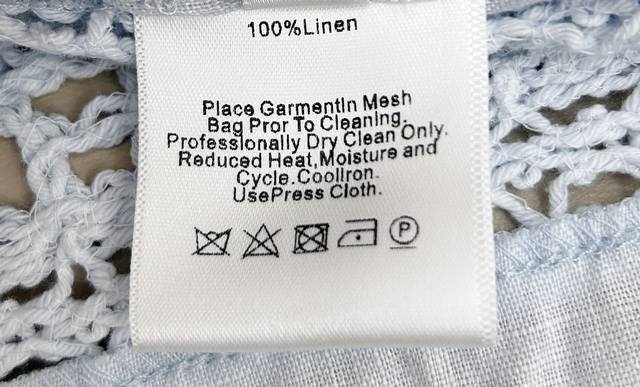 100%Linen
Place GarmentIn Mesh
Bag Pror To Cleaning.
Professionally Dry Clean Only.
Reduced Heat,Moisture and
Cycle.CoolIron.
UsePress Cloth.
P